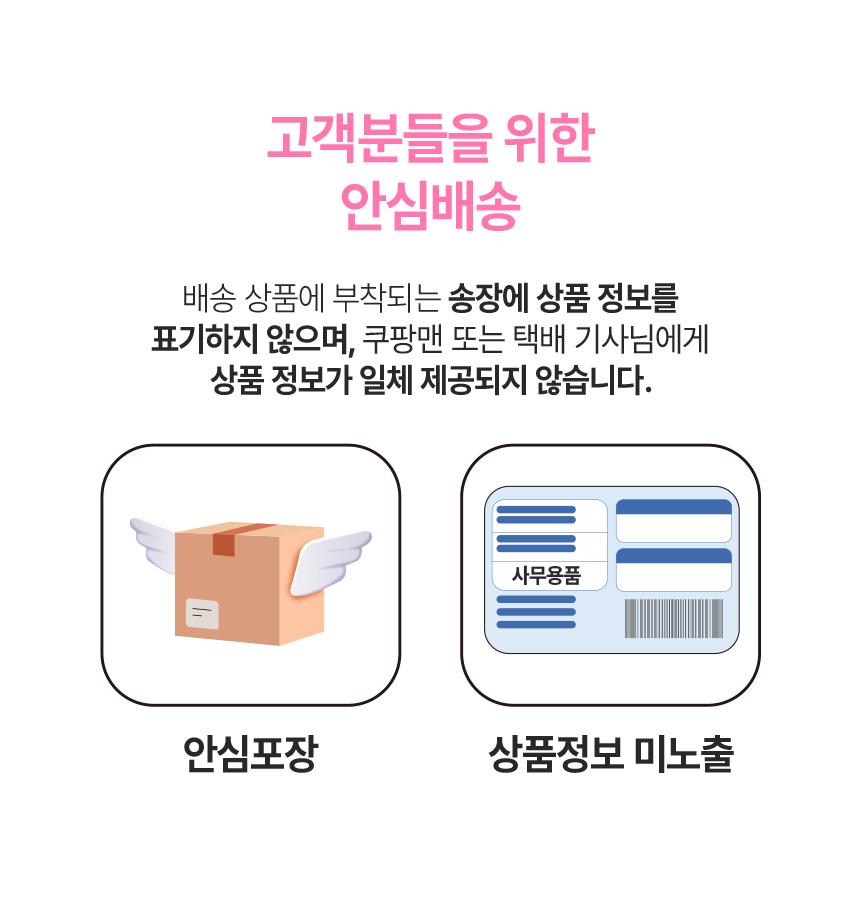 고객분들을 위한
안심배송
배송 상품에 부착되는 송장에 상품 정보를
표기하지 않으며, 쿠팡맨 또는 택배 기사님에게
상품 정보가 일체 제공되지 않습니다.
사무용품
안심포장
상품정보 미노출